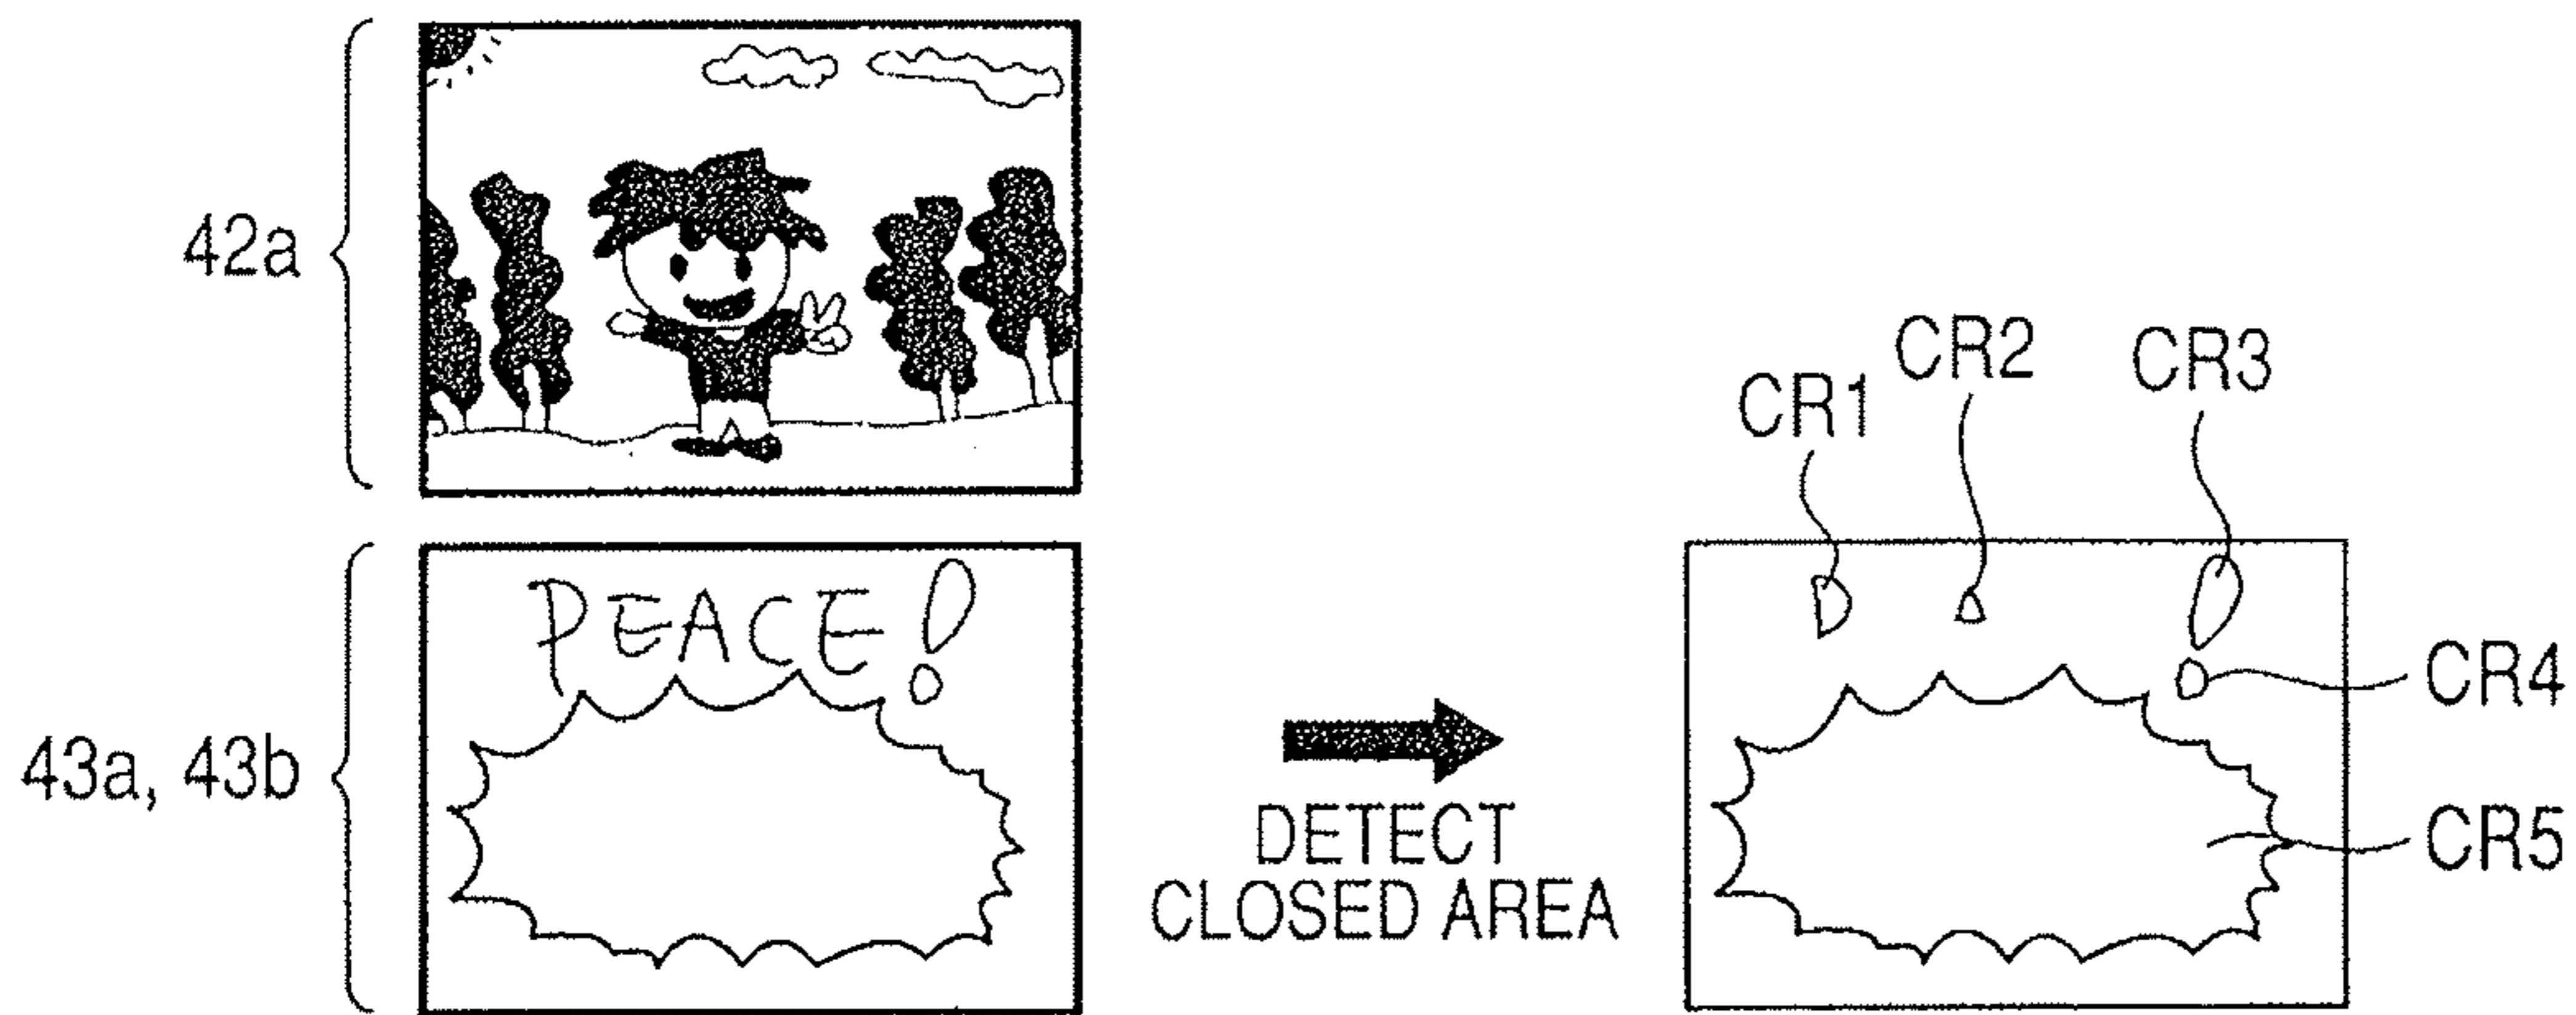 42a
43a, 43b
PEACE!
DETECT
CLOSED AREA
CR1
CR2
CR3
CR4
CR5